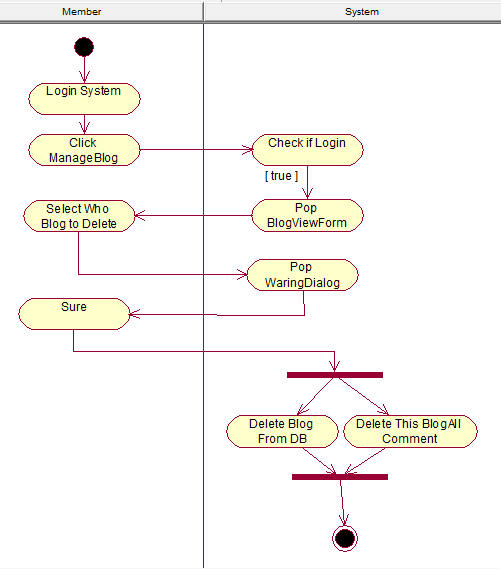 Member
System
Login System
Click
ManageBlog
Check if Login
[ true ]
Select Who
Blog to Delete
Pop
BlogViewForm
Pop
WaringDialog
Sure
Delete Blog
From DB
Delete This BlogAll
Comment